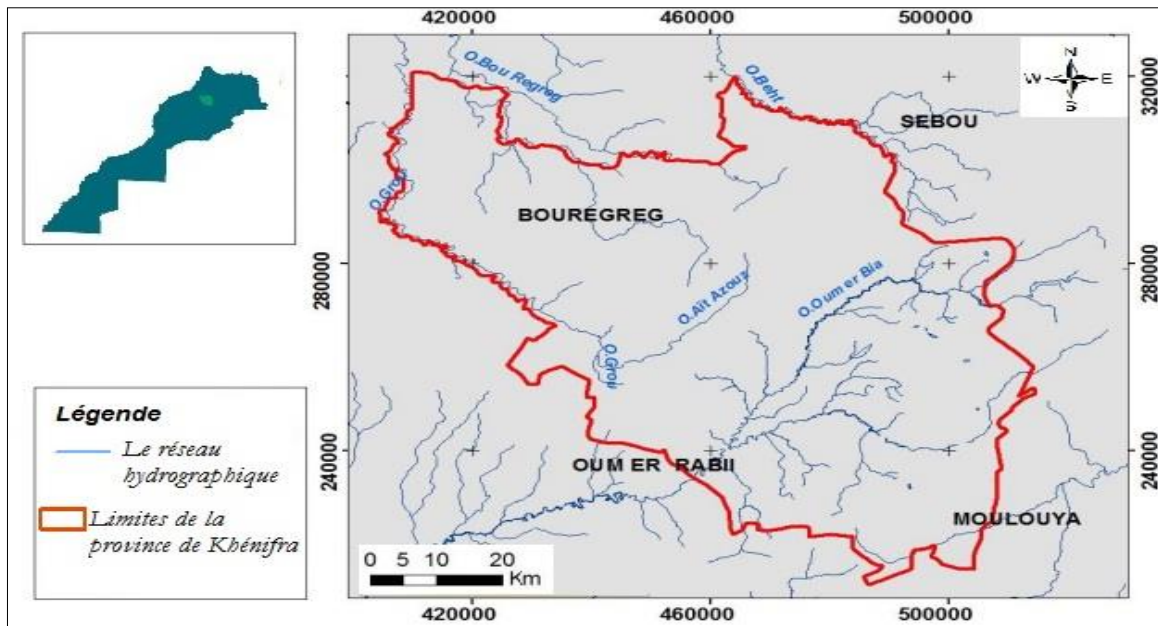 420000
460000
500000
320000
320000
280000
280000
240000
240000
420000
460000
500000
N
W
E
S
O.Bou Regreg
O.Beht
SEBOU
O.Grou
BOUREGREG
O.Aït Azouz
O.Oum er Bia
O.Grou
OUM ER RABII
MOULOUYA
0 5 10 20
Km
Légende
Le réseau
hydrographique
Limites de la
province de Khénifra